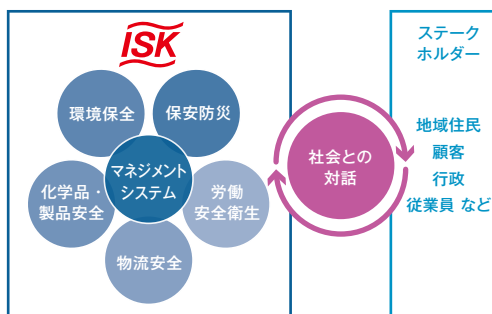 ISK
環境保全
保安防災
マネジメント
システム
化学品・
製品安全
労働
安全衛生
物流安全
社会との
対話
ステーク
ホルダー
地域住民
顧客
行政
従業員 など